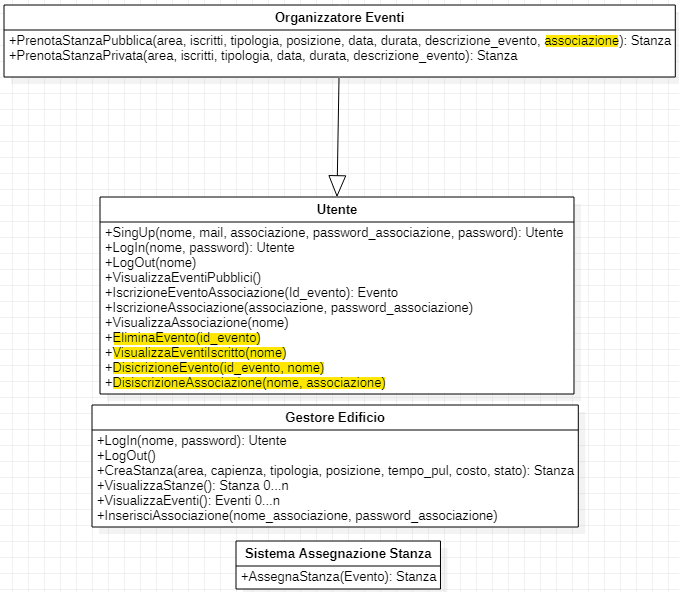 Organizzatore Eventi
+PrenotaStanzaPubblica(area, iscritti, tipologia, posizione, data, durata, descrizione_evento, associazione): Stanza
+PrenotaStanzaPrivata(area, iscritti, tipologia, data, durata, descrizione_evento): Stanza
Utente
+SingUp(nome, mail, associazione, password_associazione, password): Utente
+LogIn(nome, password): Utente
+LogOut(nome)
+VisualizzaEventiPubblici()
+IscrizioneEventoAssociazione(Id_evento): Evento
+IscrizioneAssociazione(associazione, password_associazione)
+VisualizzaAssociazione(nome)
+EliminaEvento(id_evento)
+VisualizzaEventiIscritto(nome)
+DisicrizioneEvento(id_evento, nome)
+DisiscrizioneAssociazione(nome, associazione)
Gestore Edificio
+LogIn(nome, password): Utente
+LogOut()
+CreaStanza(area, capienza, tipologia, posizione, tempo_pul, costo, stato): Stanza
+VisualizzaStanze(): Stanza 0...n
+VisualizzaEventi(): Eventi 0...n
+InserisciAssociazione(nome_associazione, password_associazione)
Sistema Assegnazione Stanza
+AssegnaStanza(Evento): Stanza